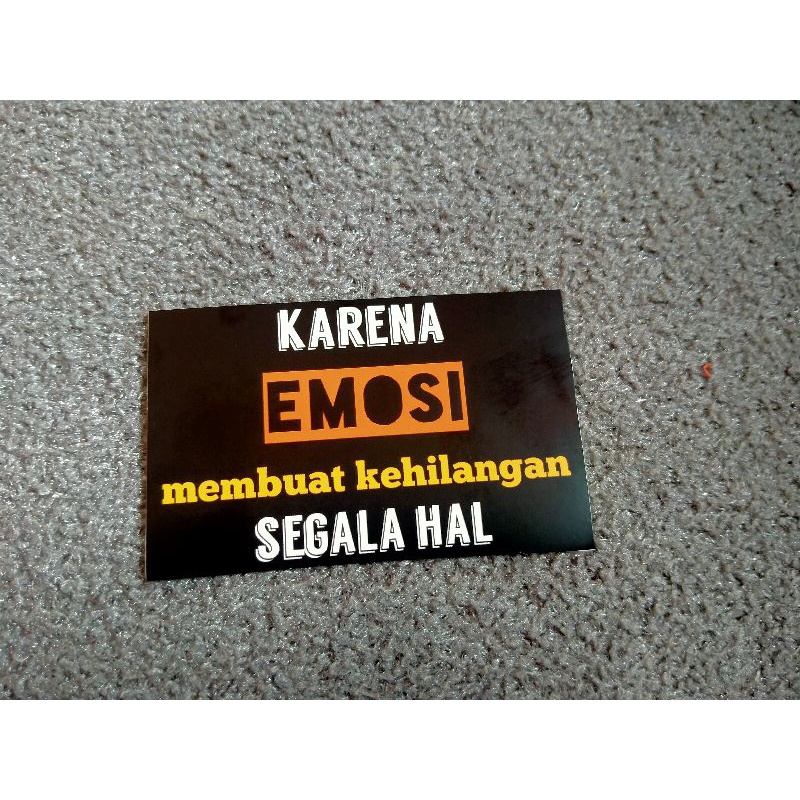 KARENA
EMOSI
membuat kehilangan
SEGALA HAL